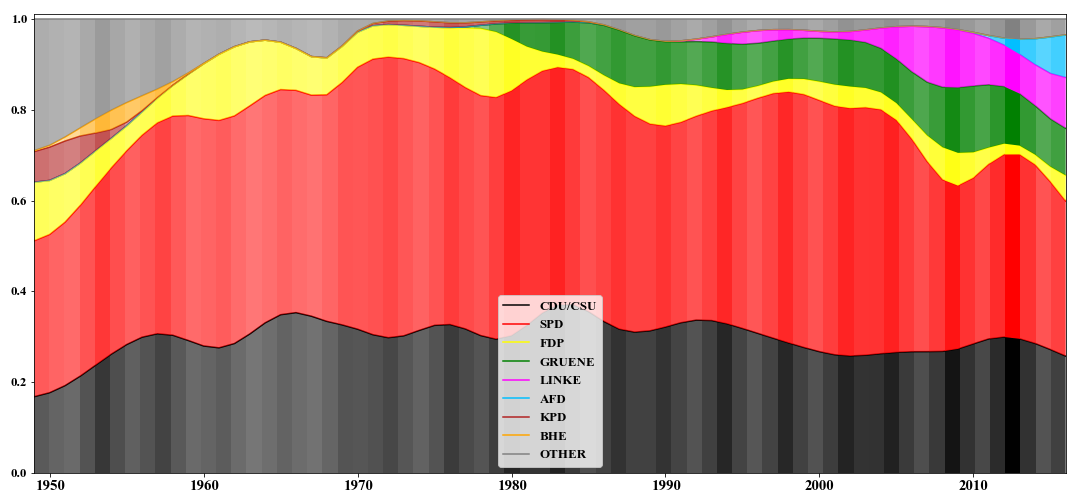 1.0
0.8
0.6
0.4
0.2
0.0
CDU/CSU
SPD
FDP
GRUENE
LINKE
AFD
KPD
BHE
OTHER
1950 1960 1970 1980 1990 2000 2010